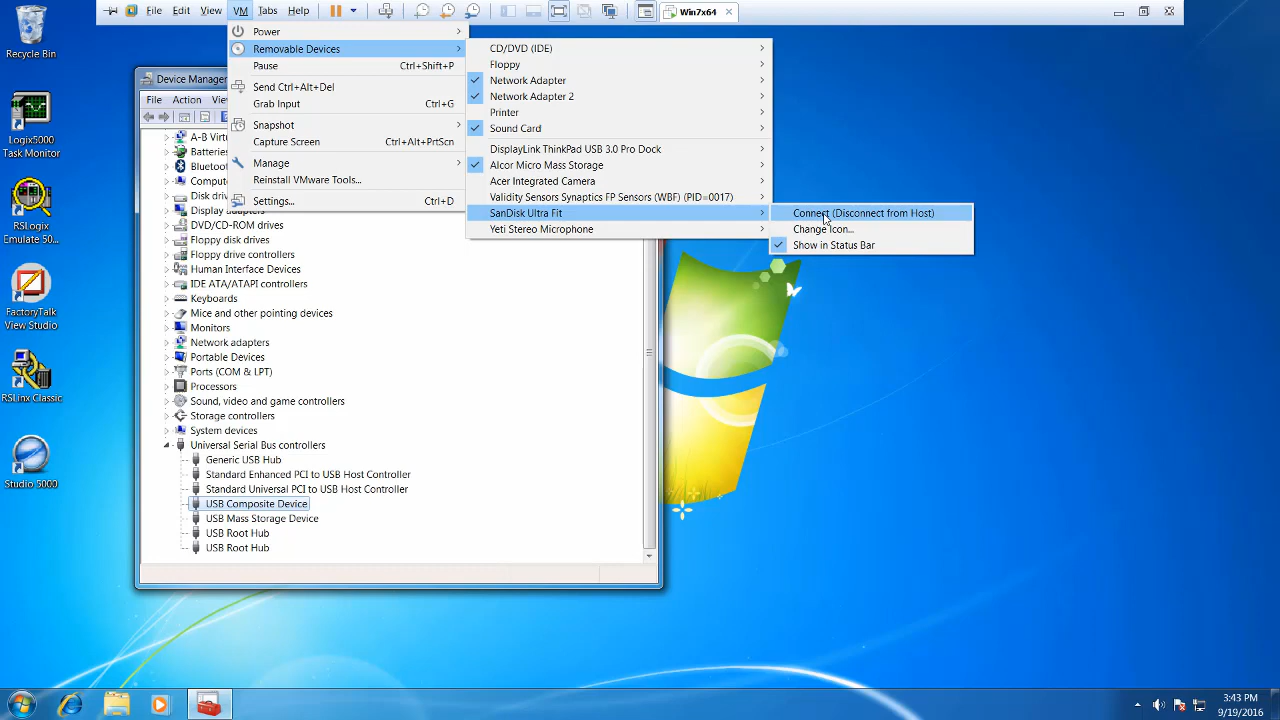 File Edit View VM Tabs Help Win7x64
Recycle Bin
Logix5000
Task Monitor
RSLogix
Emulate 50...
FactoryTalk
View Studio
RSLinx Classic
Studio 5000
Power
Removable Devices
Pause Ctrl+Shift+P
Send Ctrl+Alt+Del
Grab Input Ctrl+G
Snapshot
Capture Screen Ctrl+Alt+PrtScn
Manage
Reinstall VMware Tools...
Settings... Ctrl+D
CD/DVD (IDE)
Floppy
Network Adapter
Network Adapter 2
Printer
Sound Card
DisplayLink ThinkPad USB 3.0 Pro Dock
Alcor Micro Mass Storage
Acer Integrated Camera
Validity Sensors Synaptics FP Sensors (WBF) (PID=0017)
SanDisk Ultra Fit
Yeti Stereo Microphone
Connect (Disconnect from Host)
Change Icon...
Show in Status Bar
Device Manag
File Action Vie
A-B Virtu
Batterie
Bluetoo
Compute
Disk driv
Display adapters
DVD/CD-ROM drives
Floppy disk drives
Floppy drive controllers
Human Interface Devices
IDE ATA/ATAPI controllers
Keyboards
Mice and other pointing devices
Monitors
Network adapters
Portable Devices
Ports (COM & LPT)
Processors
Sound, video and game controllers
Storage controllers
System devices
Universal Serial Bus controllers
Generic USB Hub
Standard Enhanced PCI to USB Host Controller
Standard Universal PCI to USB Host Controller
USB Composite Device
USB Mass Storage Device
USB Root Hub
USB Root Hub
3:43 PM
9/19/2016